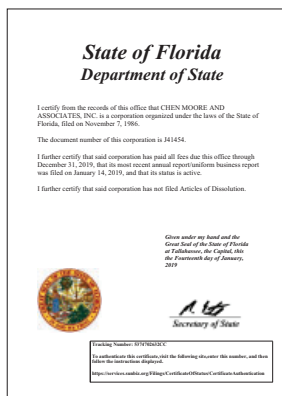 State of Florida
Department of State
I certify from the records of this office that CHEN MOORE AND
ASSOCIATES, INC. is a corporation organized under the laws of the State of
Florida, filed on November 7, 1986.
The document number of this corporation is J41454.
I further certify that said corporation has paid all fees due this office through
December 31, 2019, that its most recent annual report/uniform business report
was filed on January 14, 2019, and that its status is active.
I further certify that said corporation has not filed Articles of Dissolution.
Given under my hand and the
Great Seal of the State of Florida
at Tallahassee, the Capital, this
the Fourteenth day of January,
2019
Secretary of State
Tracking Number:
To authenticate this certificate,visit the following site,enter this number, and then
follow the instructions displayed.
https://services.sunbiz.org/Filings/CertificateOfStatus/CertificateAuthentication